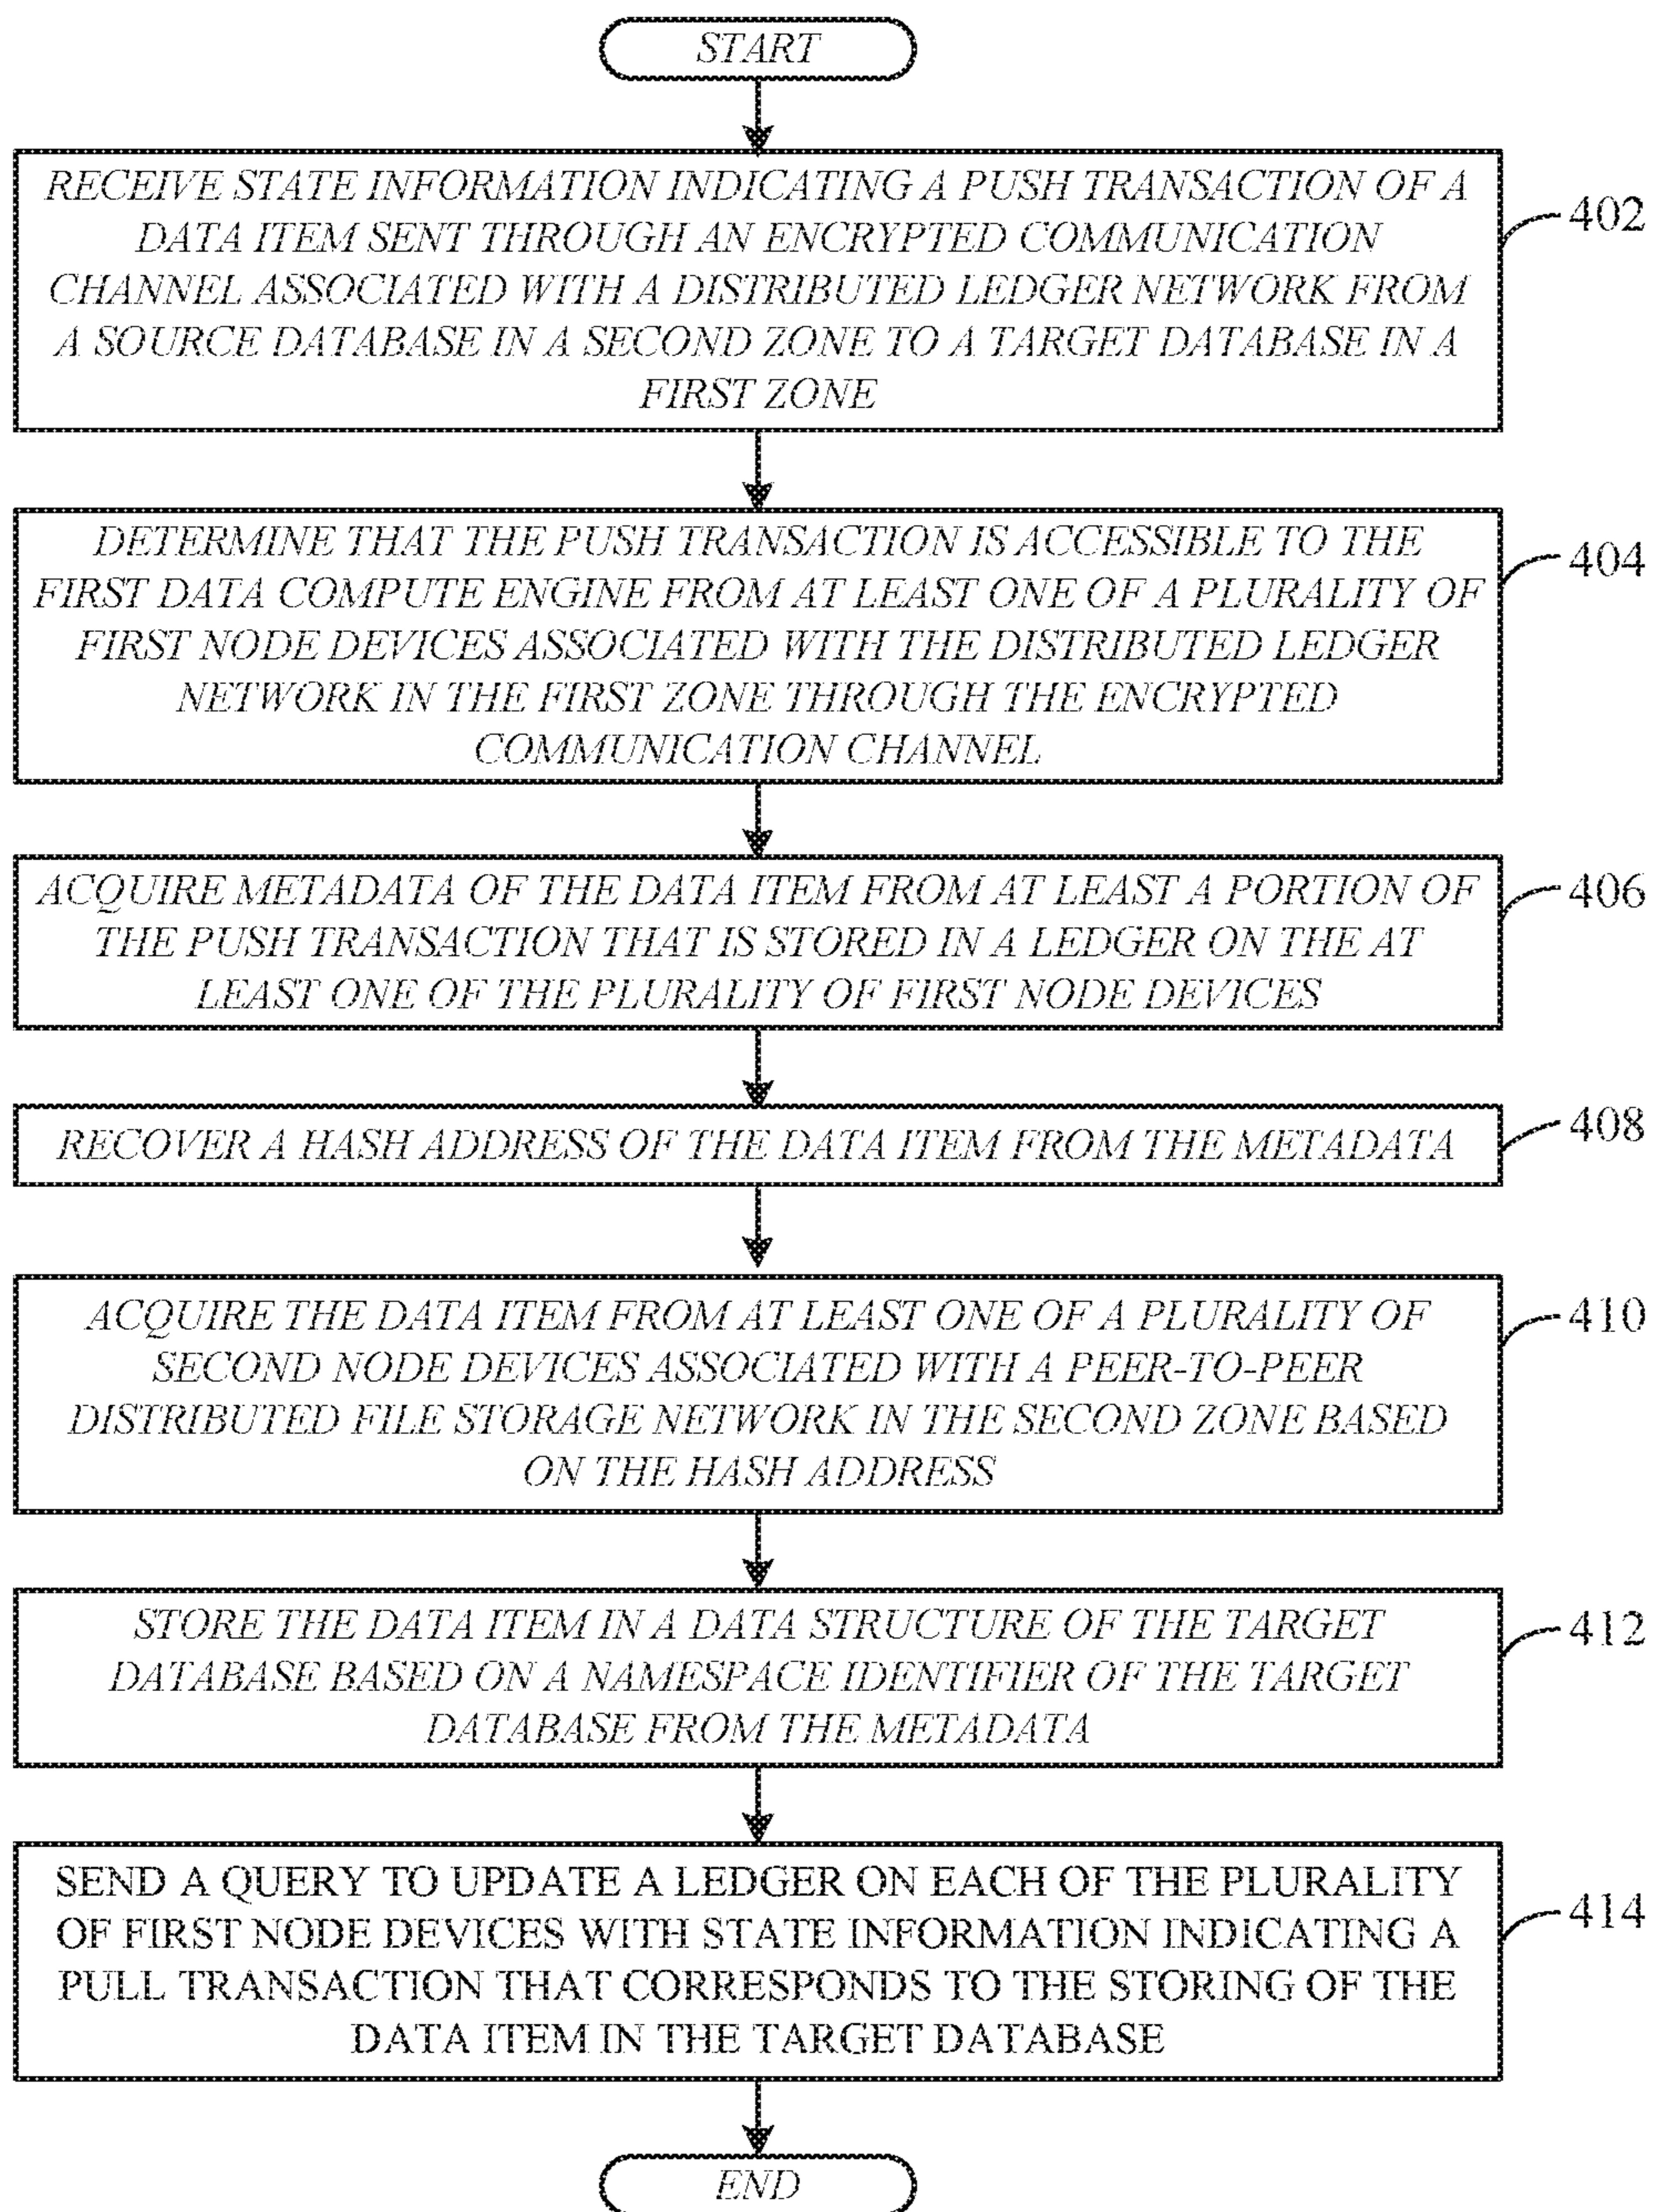 START
RECEIVE STATE INFORMATION INDICATING A PUSH TRANSACTION OF A
DATA ITEM SENT THROUGH AN ENCRYPTED COMMUNICATION
CHANNEL ASSOCIATED WITH A DISTRIBUTED LEDGER NETWORK FROM
A SOURCE DATABASE IN A SECOND ZONE TO A TARGET DATABASE IN A
FIRST ZONE
402
DETERMINE THAT THE PUSH TRANSACTION IS ACCESSIBLE TO THE
FIRST DATA COMPUTE ENGINE FROM AT LEAST ONE OF A PLURALITY OF
FIRST NODE DEVICES ASSOCIATED WITH THE DISTRIBUTED LEDGER
NETWORK IN THE FIRST ZONE THROUGH THE ENCRYPTED
COMMUNICATION CHANNEL
404
ACQUIRE METADATA OF THE DATA ITEM FROM AT LEAST A PORTION OF
THE PUSH TRANSACTION THAT IS STORED IN A LEDGER ON THE AT
LEAST ONE OF THE PLURALITY OF FIRST NODE DEVICES
406
RECOVER A HASH ADDRESS OF THE DATA ITEM FROM THE METADATA
408
ACQUIRE THE DATA ITEM FROM AT LEAST ONE OF A PLURALITY OF
SECOND NODE DEVICES ASSOCIATED WITH A PEER-TO-PEER
DISTRIBUTED FILE STORAGE NETWORK IN THE SECOND ZONE BASED
ON THE HASH ADDRESS
410
STORE THE DATA ITEM IN A DATA STRUCTURE OF THE TARGET
DATABASE BASED ON A NAMESPACE IDENTIFIER OF THE TARGET
DATABASE FROM THE METADATA
412
SEND A QUERY TO UPDATE A LEDGER ON EACH OF THE PLURALITY
OF FIRST NODE DEVICES WITH STATE INFORMATION INDICATING A
PULL TRANSACTION THAT CORRESPONDS TO THE STORING OF THE
DATA ITEM IN THE TARGET DATABASE
414
END